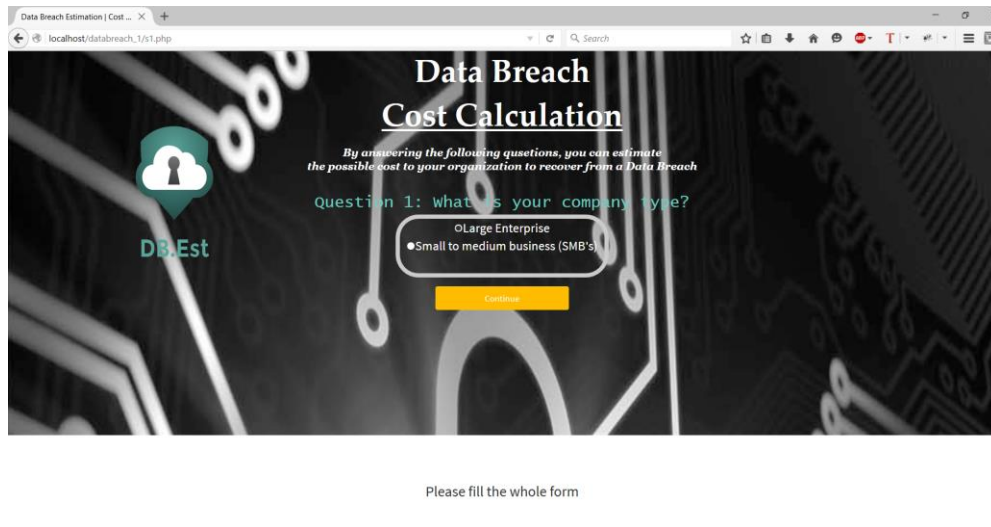 Data Breach Estimation | Cost ...
localhost/databreach_1/s1.php
Search
ABP
T
Data Breach
Cost Calculation
By answering the following qusetions, you can estimate
the possible cost to your organization to recover from a Data Breach
Question 1: What is your company type?
Large Enterprise
Small to medium business (SMB's)
DB.Est
Continue
Please fill the whole form